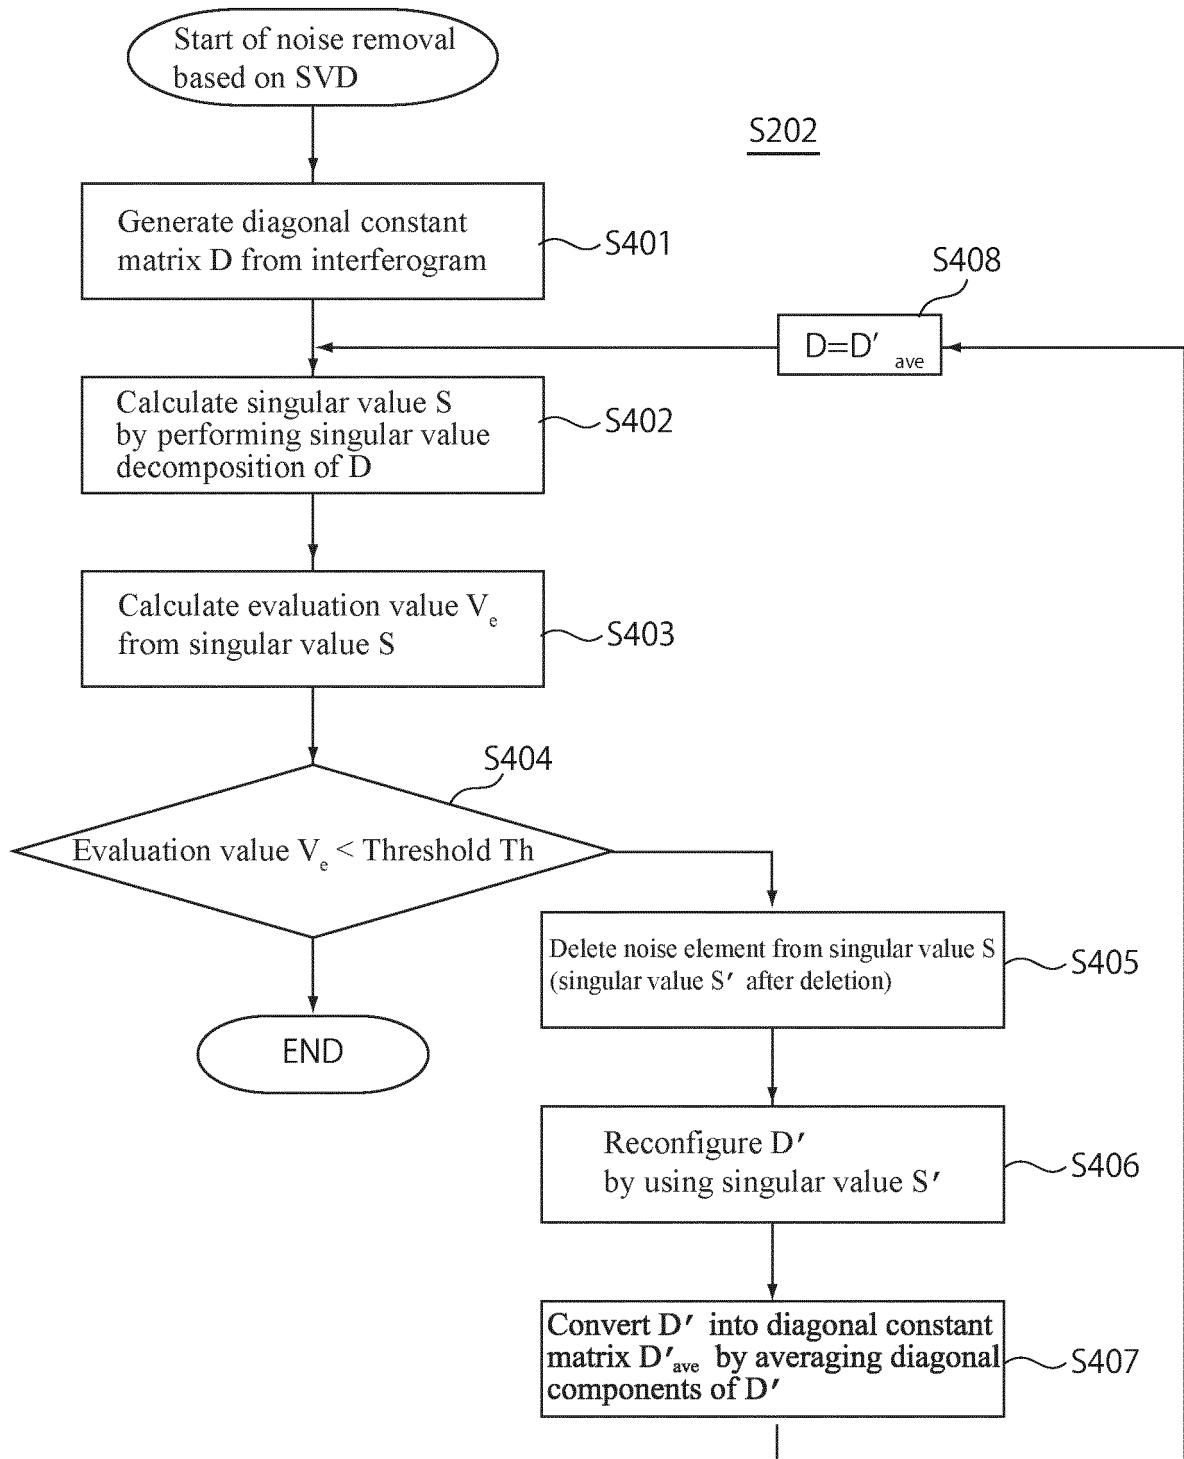 Start of noise removal
based on SVD
S202
Generate diagonal constant
matrix D from interferogram
S401
S408
D=D′ave
Calculate singular value S
by performing singular value
decomposition of D
S402
Calculate evaluation value Ve
from singular value S
S403
S404
Evaluation value Ve < Threshold Th
Delete noise element from singular value S
(singular value S′ after deletion)
S405
END
Reconfigure D′
by using singular value S′
S406
Convert D′ into diagonal constant
matrix D′ave by averaging diagonal
components of D′
S407